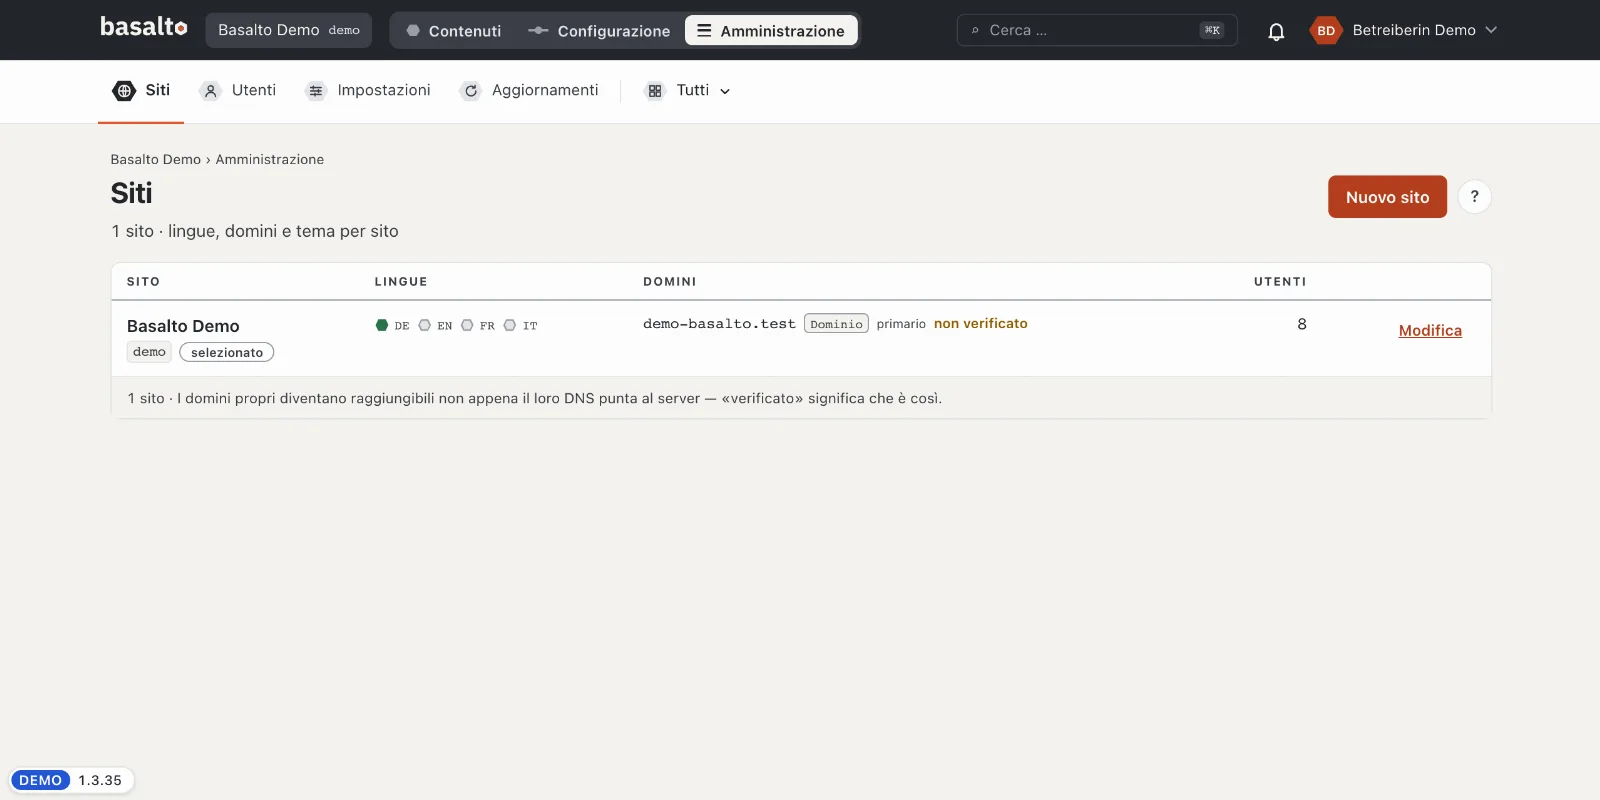 basalto
Basalto Demo demo
Contenuti
Configurazione
Amministrazione
Cerca ...
⌘K
BD
Betreiberin Demo
Siti
Utenti
Impostazioni
Aggiornamenti
Tutti
Basalto Demo › Amministrazione
Siti
1 sito · lingue, domini e tema per sito
Nuovo sito
?
SITO LINGUE DOMINI UTENTI
Basalto Demo
demo selezionato
DE EN FR IT
demo-basalto.test Dominio primario non verificato
8
Modifica
1 sito · I domini propri diventano raggiungibili non appena il loro DNS punta al server — «verificato» significa che è così.
DEMO 1.3.35